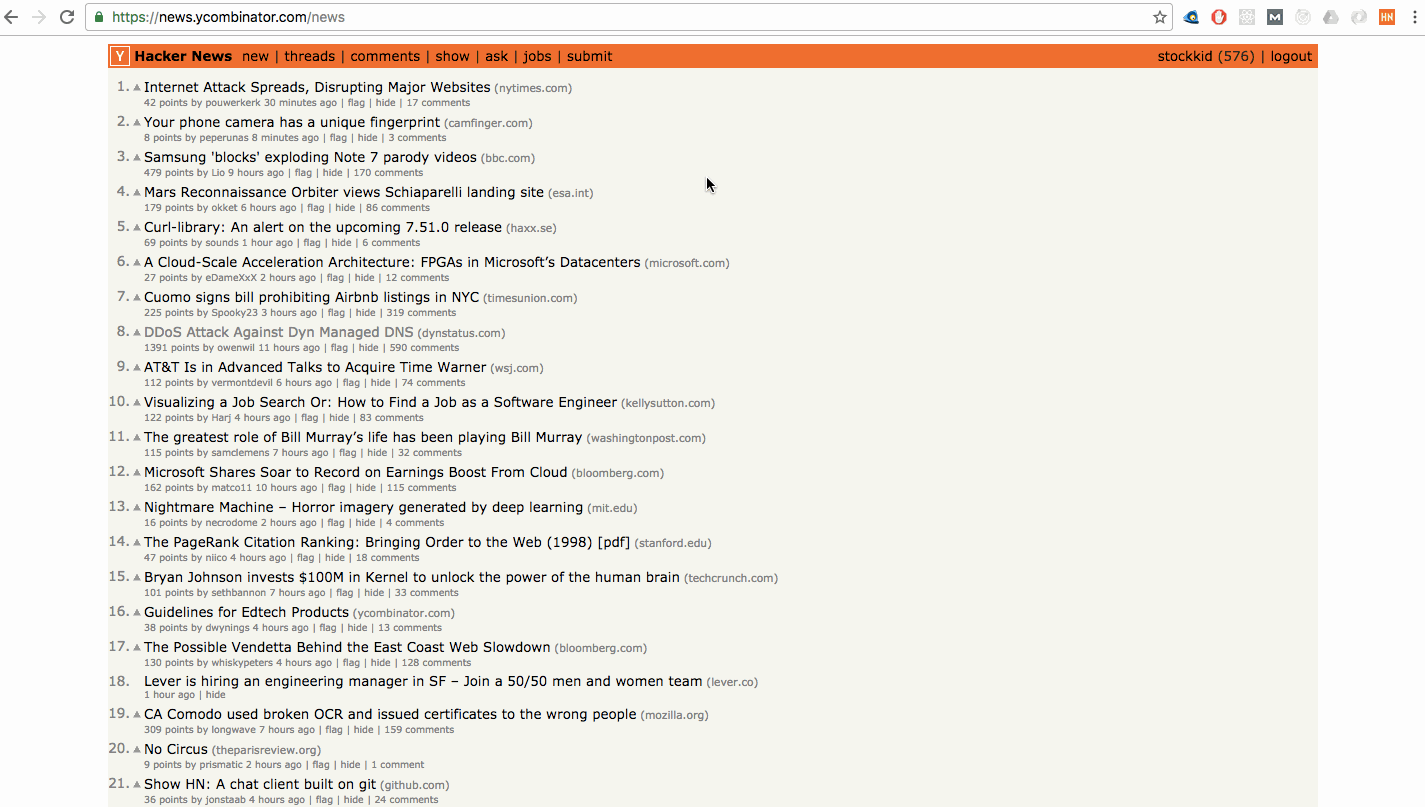 https://news.ycombinator.com/news
M HN
Y Hacker News new | threads | comments | show | ask | jobs | submit stockkid (576) | logout
1. Internet Attack Spreads, Disrupting Major Websites (nytimes.com)
42 points by pouwerkerk 30 minutes ago | flag | hide | 17 comments
2. Your phone camera has a unique fingerprint (camfinger.com)
8 points by peperunas 8 minutes ago | flag | hide | 3 comments
3. Samsung 'blocks' exploding Note 7 parody videos (bbc.com)
479 points by Lio 9 hours ago | flag | hide | 170 comments
4. Mars Reconnaissance Orbiter views Schiaparelli landing site (esa.int)
179 points by okket 6 hours ago | flag | hide | 86 comments
5. Curl-library: An alert on the upcoming 7.51.0 release (haxx.se)
69 points by sounds 1 hour ago | flag | hide | 6 comments
6. A Cloud-Scale Acceleration Architecture: FPGAs in Microsoft’s Datacenters (microsoft.com)
27 points by eDameXxX 2 hours ago | flag | hide | 12 comments
7. Cuomo signs bill prohibiting Airbnb listings in NYC (timesunion.com)
225 points by Spooky23 3 hours ago | flag | hide | 319 comments
8. DDoS Attack Against Dyn Managed DNS (dynstatus.com)
1391 points by owenwil 11 hours ago | flag | hide | 590 comments
9. AT&T Is in Advanced Talks to Acquire Time Warner (wsj.com)
112 points by vermontdevil 6 hours ago | flag | hide | 74 comments
10. Visualizing a Job Search Or: How to Find a Job as a Software Engineer (kellysutton.com)
122 points by Harj 4 hours ago | flag | hide | 83 comments
11. The greatest role of Bill Murray’s life has been playing Bill Murray (washingtonpost.com)
115 points by samclemens 7 hours ago | flag | hide | 32 comments
12. Microsoft Shares Soar to Record on Earnings Boost From Cloud (bloomberg.com)
162 points by matco11 10 hours ago | flag | hide | 115 comments
13. Nightmare Machine – Horror imagery generated by deep learning (mit.edu)
16 points by necrodome 2 hours ago | flag | hide | 4 comments
14. The PageRank Citation Ranking: Bringing Order to the Web (1998) [pdf] (stanford.edu)
47 points by niico 4 hours ago | flag | hide | 18 comments
15. Bryan Johnson invests $100M in Kernel to unlock the power of the human brain (techcrunch.com)
101 points by sethbannon 7 hours ago | flag | hide | 33 comments
16. Guidelines for Edtech Products (ycombinator.com)
38 points by dwynings 4 hours ago | flag | hide | 13 comments
17. The Possible Vendetta Behind the East Coast Web Slowdown (bloomberg.com)
130 points by whiskypeters 4 hours ago | flag | hide | 128 comments
18. Lever is hiring an engineering manager in SF – Join a 50/50 men and women team (lever.co)
1 hour ago | hide
19. CA Comodo used broken OCR and issued certificates to the wrong people (mozilla.org)
309 points by longwave 7 hours ago | flag | hide | 159 comments
20. No Circus (theparisreview.org)
9 points by prismatic 2 hours ago | flag | hide | 1 comment
21. Show HN: A chat client built on git (github.com)
36 points by jonstaab 4 hours ago | flag | hide | 24 comments